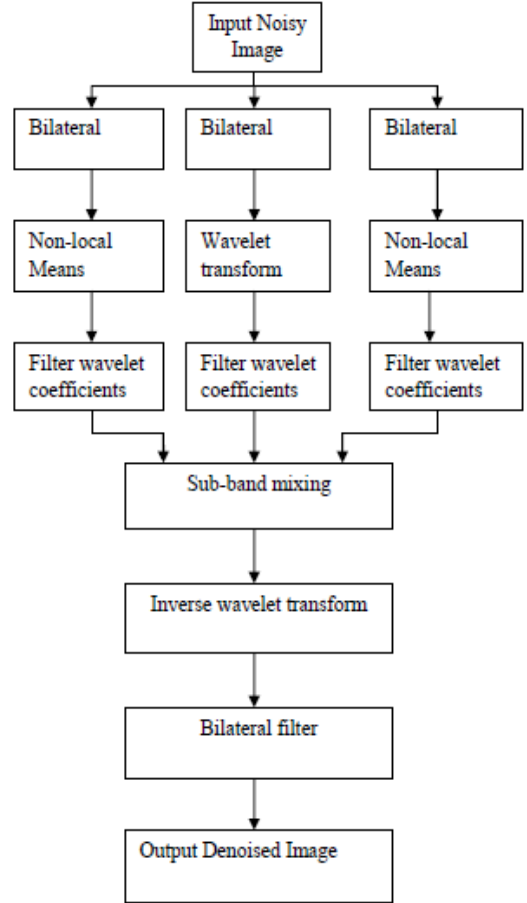 Input Noisy
Image
Bilateral
Bilateral
Bilateral
Non-local
Means
Wavelet
transform
Non-local
Means
Filter wavelet
coefficients
Filter wavelet
coefficients
Filter wavelet
coefficients
Sub-band mixing
Inverse wavelet transform
Bilateral filter
Output Denoised Image